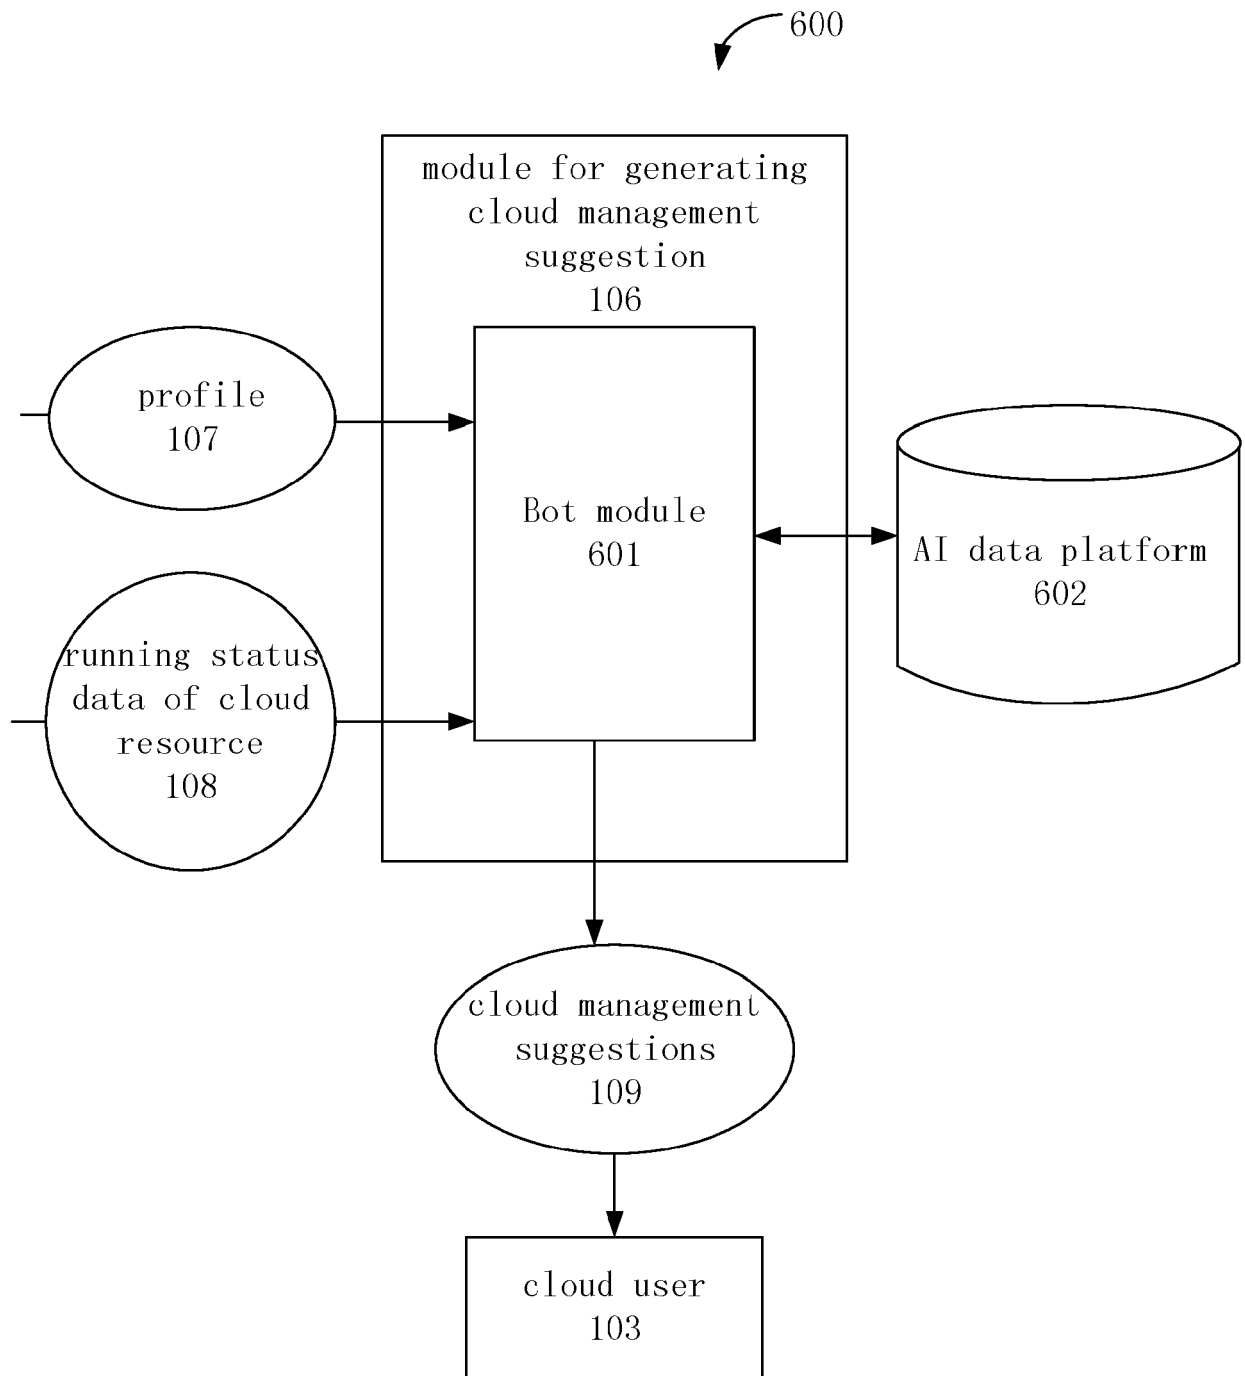 600
module for generating
cloud management
suggestion
106
profile
107
Bot module
601
AI data platform
602
running status
data of cloud
resource
108
cloud management
suggestions
109
cloud user
103